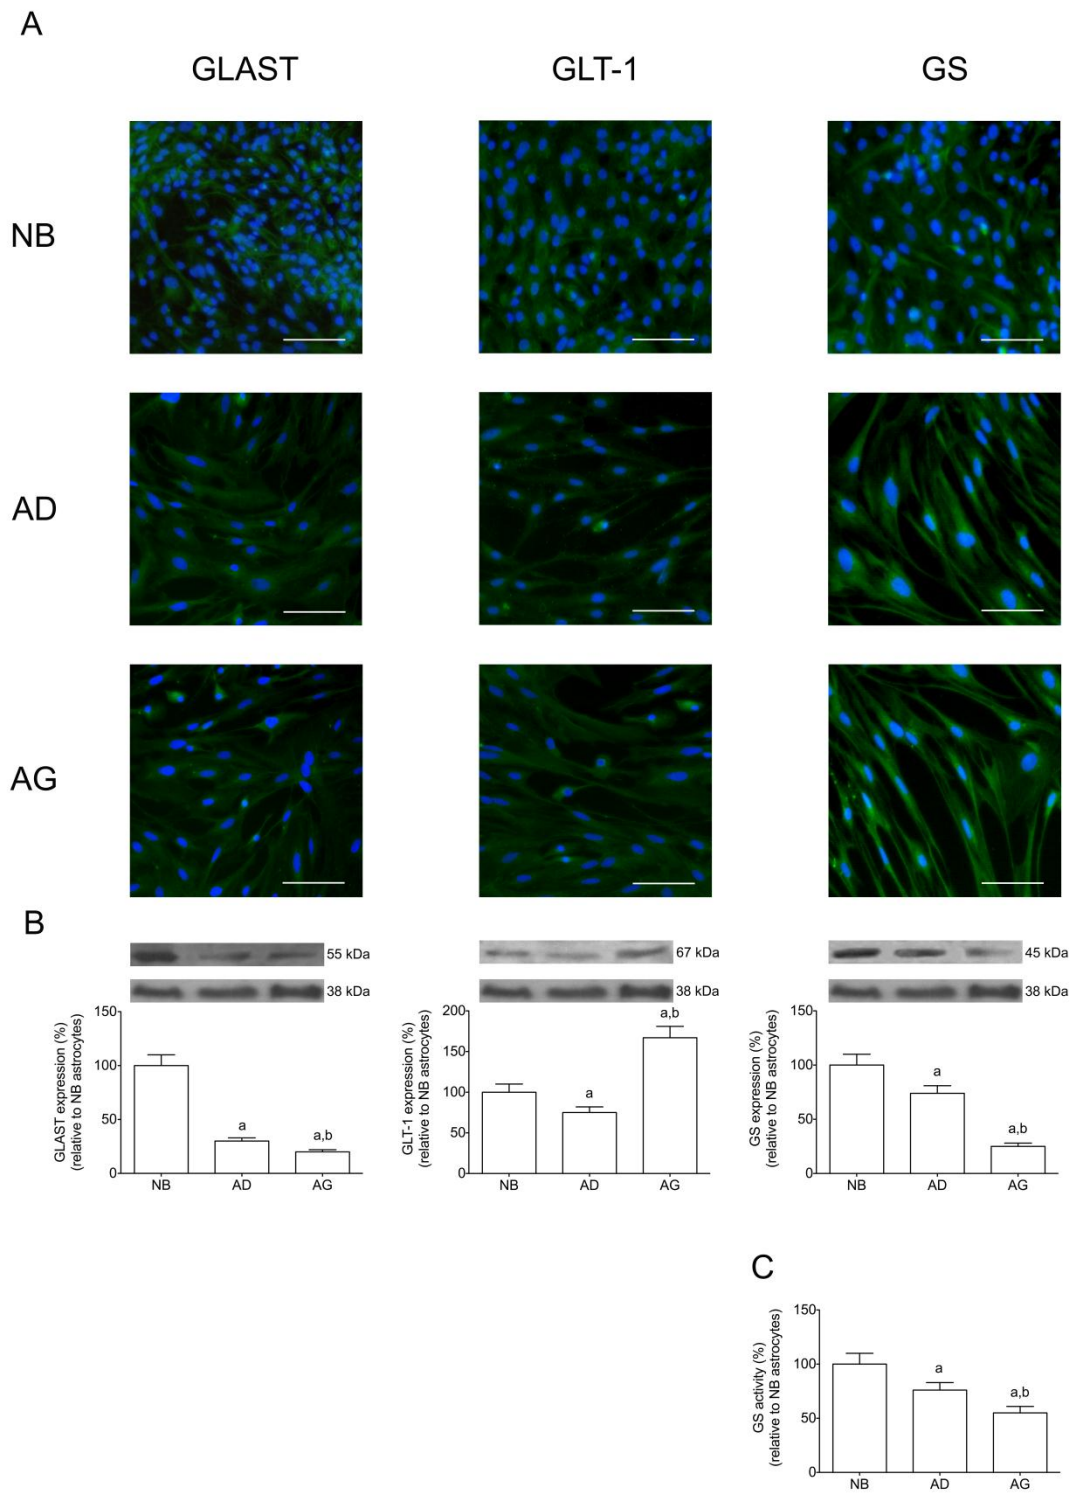 A
GLAST GLT-1 GS
NB
AD
AG
B
55 kDa
38 kDa
67 kDa
38 kDa
45 kDa
38 kDa
GLAST expression (%)
(relative to NB astrocytes)
150
100
50
0
a
a,b
NB AD AG
GLT-1 expression (%)
(relative to NB astrocytes)
200
150
100
50
0
a
a,b
NB AD AG
GS expression (%)
(relative to NB astrocytes)
150
100
50
0
a
a,b
NB AD AG
C
GS activity (%)
(relative to NB astrocytes)
150
100
50
0
a
a,b
NB AD AG